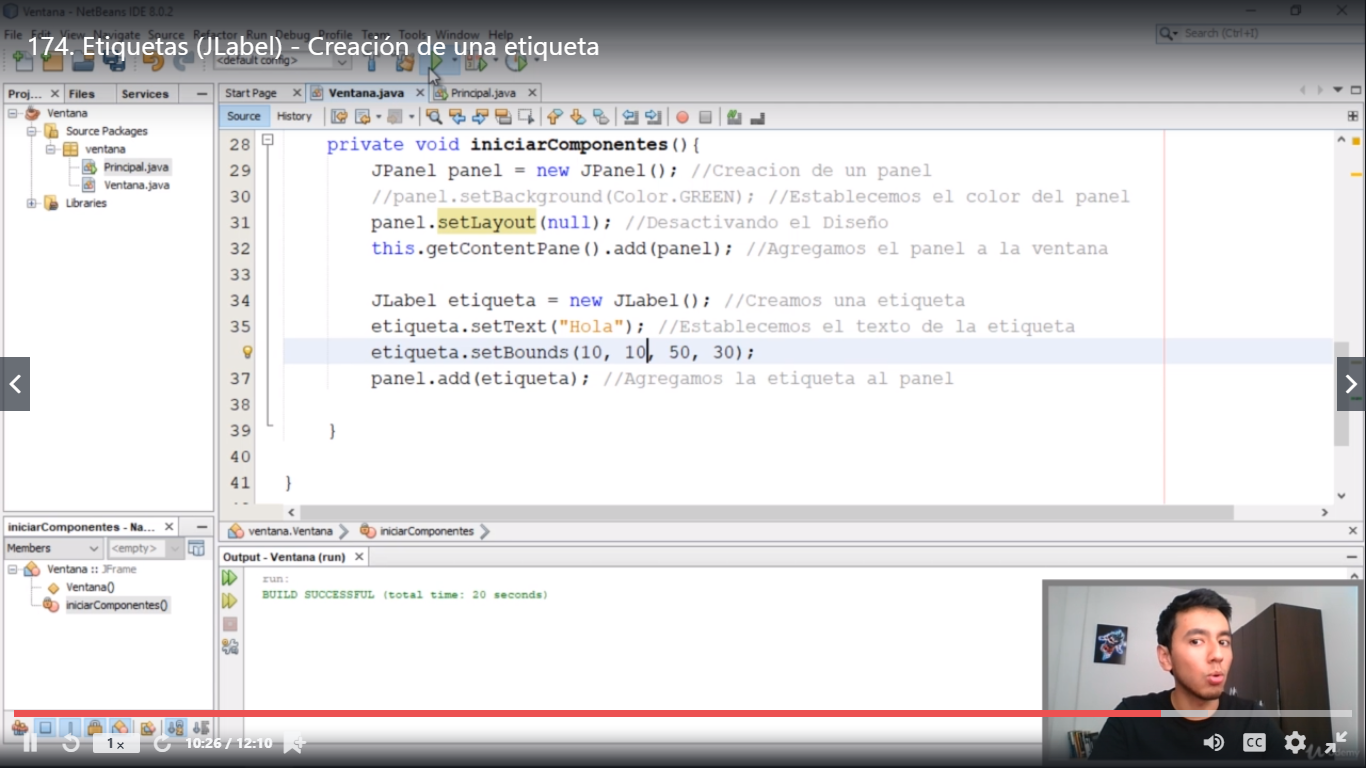 Ventana - NetBeans IDE 8.0.2
File Edit View Navigate Source Refactor Run Debug Profile Team Tools Window Help
Search (Ctrl+I)
174. Etiquetas (JLabel) - Creación de una etiqueta
<default config>
Proj... Files Services
Start Page Ventana.java Principal.java
Source History
Ventana
Source Packages
ventana
Principal.java
Ventana.java
Libraries
28 private void iniciarComponentes(){
29 JPanel panel = new JPanel(); //Creacion de un panel
30 //panel.setBackground(Color.GREEN); //Establecemos el color del panel
31 panel.setLayout(null); //Desactivando el Diseño
32 this.getContentPane().add(panel); //Agregamos el panel a la ventana
33
34 JLabel etiqueta = new JLabel(); //Creamos una etiqueta
35 etiqueta.setText("Hola"); //Establecemos el texto de la etiqueta
etiqueta.setBounds(10, 10, 50, 30);
37 panel.add(etiqueta); //Agregamos la etiqueta al panel
38
39 }
40
41 }
ventana.Ventana iniciarComponentes
iniciarComponentes - Na...
Members <empty>
Ventana :: JFrame
Ventana()
iniciarComponentes()
Output - Ventana (run)
run:
BUILD SUCCESSFUL (total time: 20 seconds)
1x 10:26 / 12:10 CC